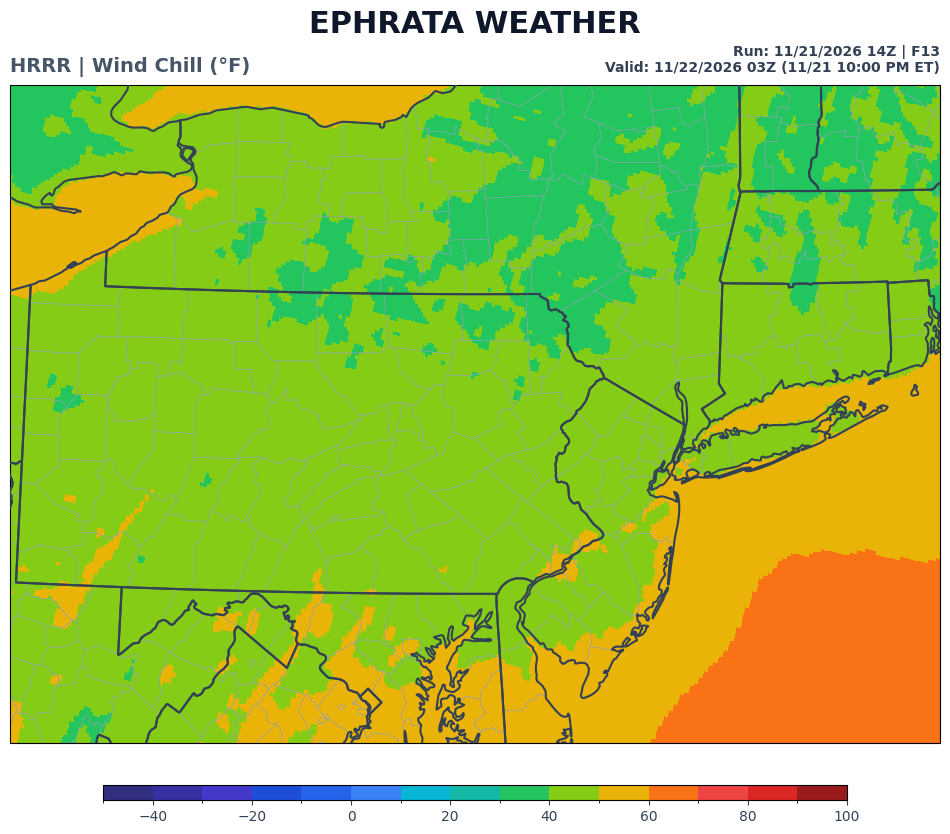 EPHRATA WEATHER
HRRR | Wind Chill (°F)
Run: 11/21/2026 14Z | F13
Valid: 11/22/2026 03Z (11/21 10:00 PM ET)
−40 −20 0 20 40 60 80 100